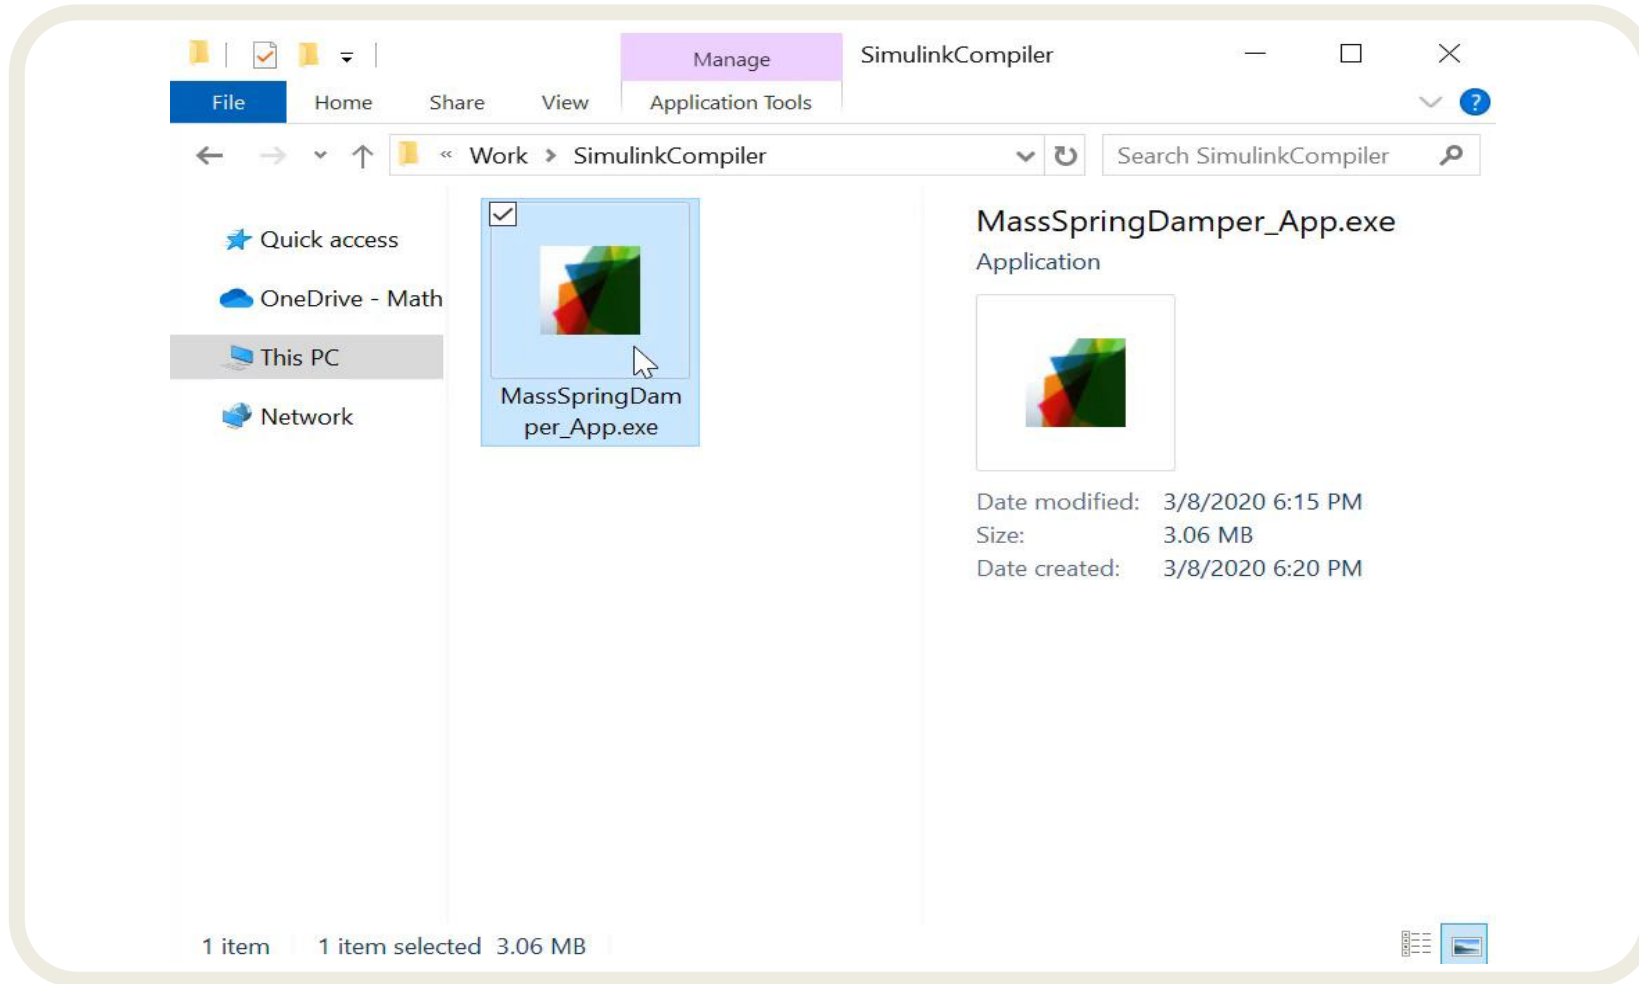 Manage SimulinkCompiler
File Home Share View Application Tools ?
« Work > SimulinkCompiler Search SimulinkCompiler
Quick access
OneDrive - Math
This PC
Network
MassSpringDam
per_App.exe
MassSpringDamper_App.exe
Application
Date modified: 3/8/2020 6:15 PM
Size: 3.06 MB
Date created: 3/8/2020 6:20 PM
1 item 1 item selected 3.06 MB